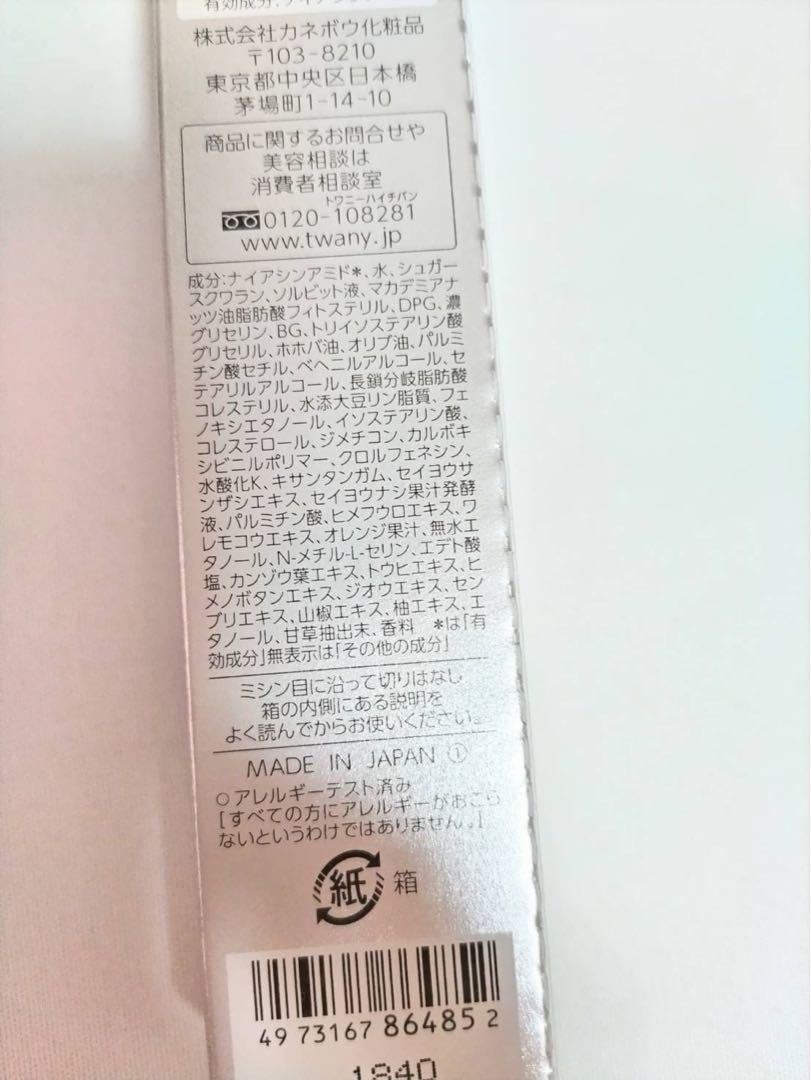 有効成分:ナイアシン
株式会社カネボウ化粧品
〒103-8210
東京都中央区日本橋
茅場町1-14-10
商品に関するお問合せや
美容相談は
消費者相談室
トワニーハイチバン
0120-108281
www.twany.jp
成分:ナイアシンアミド*、水、シュガー
スクワラン、ソルビット液、マカデミアナ
ッツ油脂肪酸フィトステリル、DPG、濃
グリセリン、BG、トリイソステアリン酸
グリセリル、ホホバ油、オリブ油、パルミ
チン酸セチル、ベヘニルアルコール、セ
テアリルアルコール、長鎖分岐脂肪酸
コレステリル、水添大豆リン脂質、フェ
ノキシエタノール、イソステアリン酸、
コレステロール、ジメチコン、カルボキ
シビニルポリマー、クロルフェネシン、
水酸化K、キサンタンガム、セイヨウサ
ンザシエキス、セイヨウナシ果汁発酵
液、パルミチン酸、ヒメフウロエキス、ワ
レモコウエキス、オレンジ果汁、無水エ
タノール、N-メチル-L-セリン、エデト酸
塩、カンゾウ葉エキス、トウヒエキス、ヒ
メノボタンエキス、ジオウエキス、セン
ブリエキス、山椒エキス、柚エキス、エ
タノール、甘草抽出末、香料 *は「有
効成分」無表示は「その他の成分」
ミシン目に沿って切りはなし
箱の内側にある説明を
よく読んでからお使いください。
MADE IN JAPAN ①
○アレルギーテスト済み
[すべての方にアレルギーがおこら
ないというわけではありません。]
紙 箱
4973167864852
1840